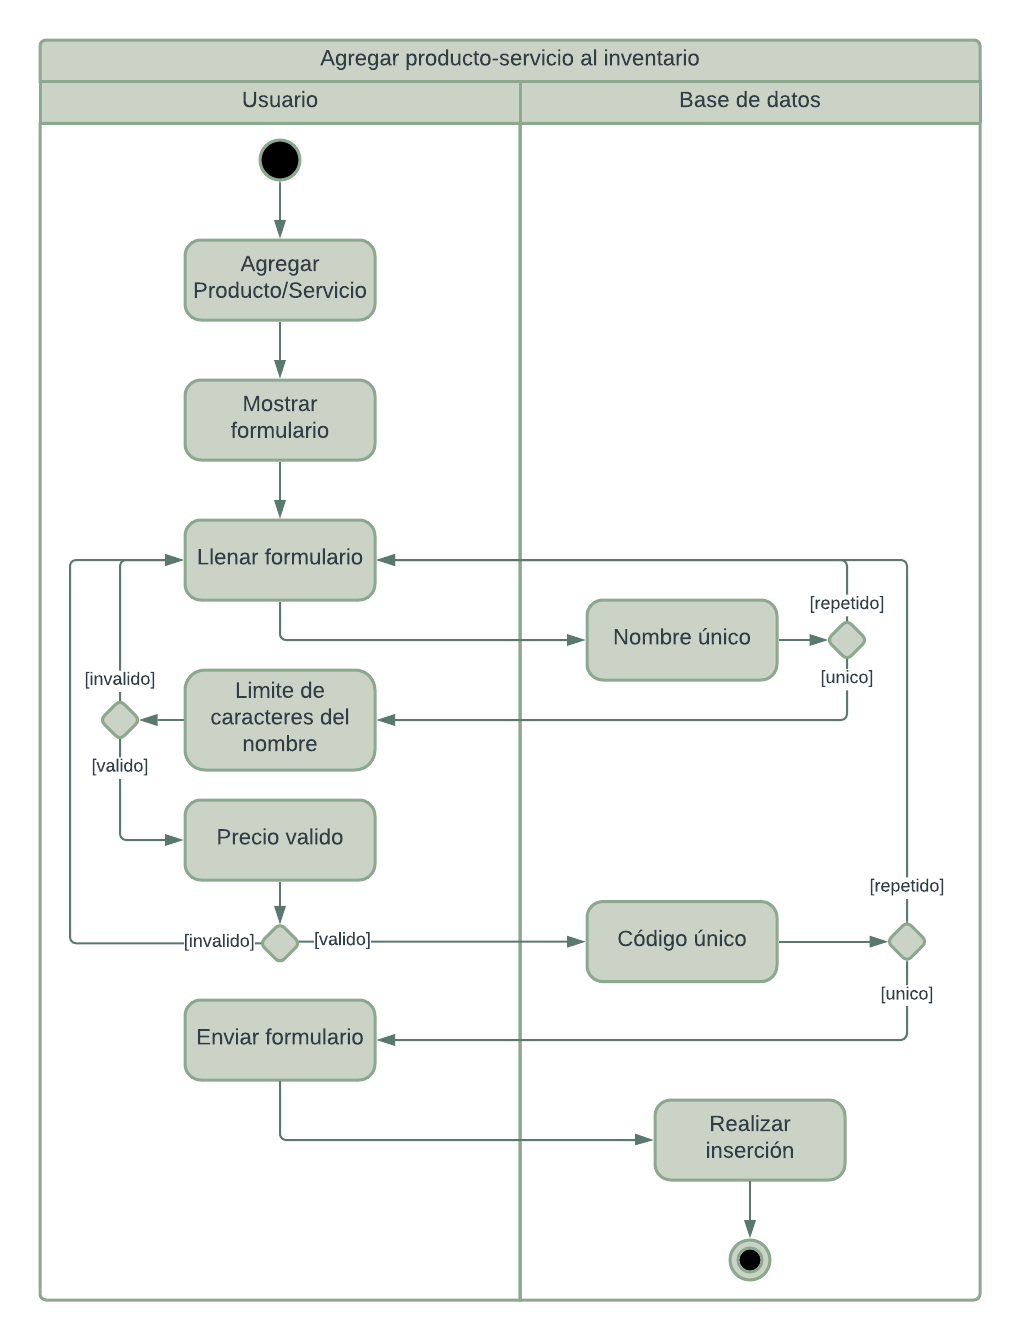 Agregar producto-servicio al inventario
Usuario
Base de datos
Agregar
Producto/Servicio
Mostrar
formulario
Llenar formulario
[repetido]
Nombre único
[unico]
[invalido]
Limite de
caracteres del
nombre
[valido]
Precio valido
[repetido]
[invalido]
[valido]
Código único
[unico]
Enviar formulario
Realizar
inserción